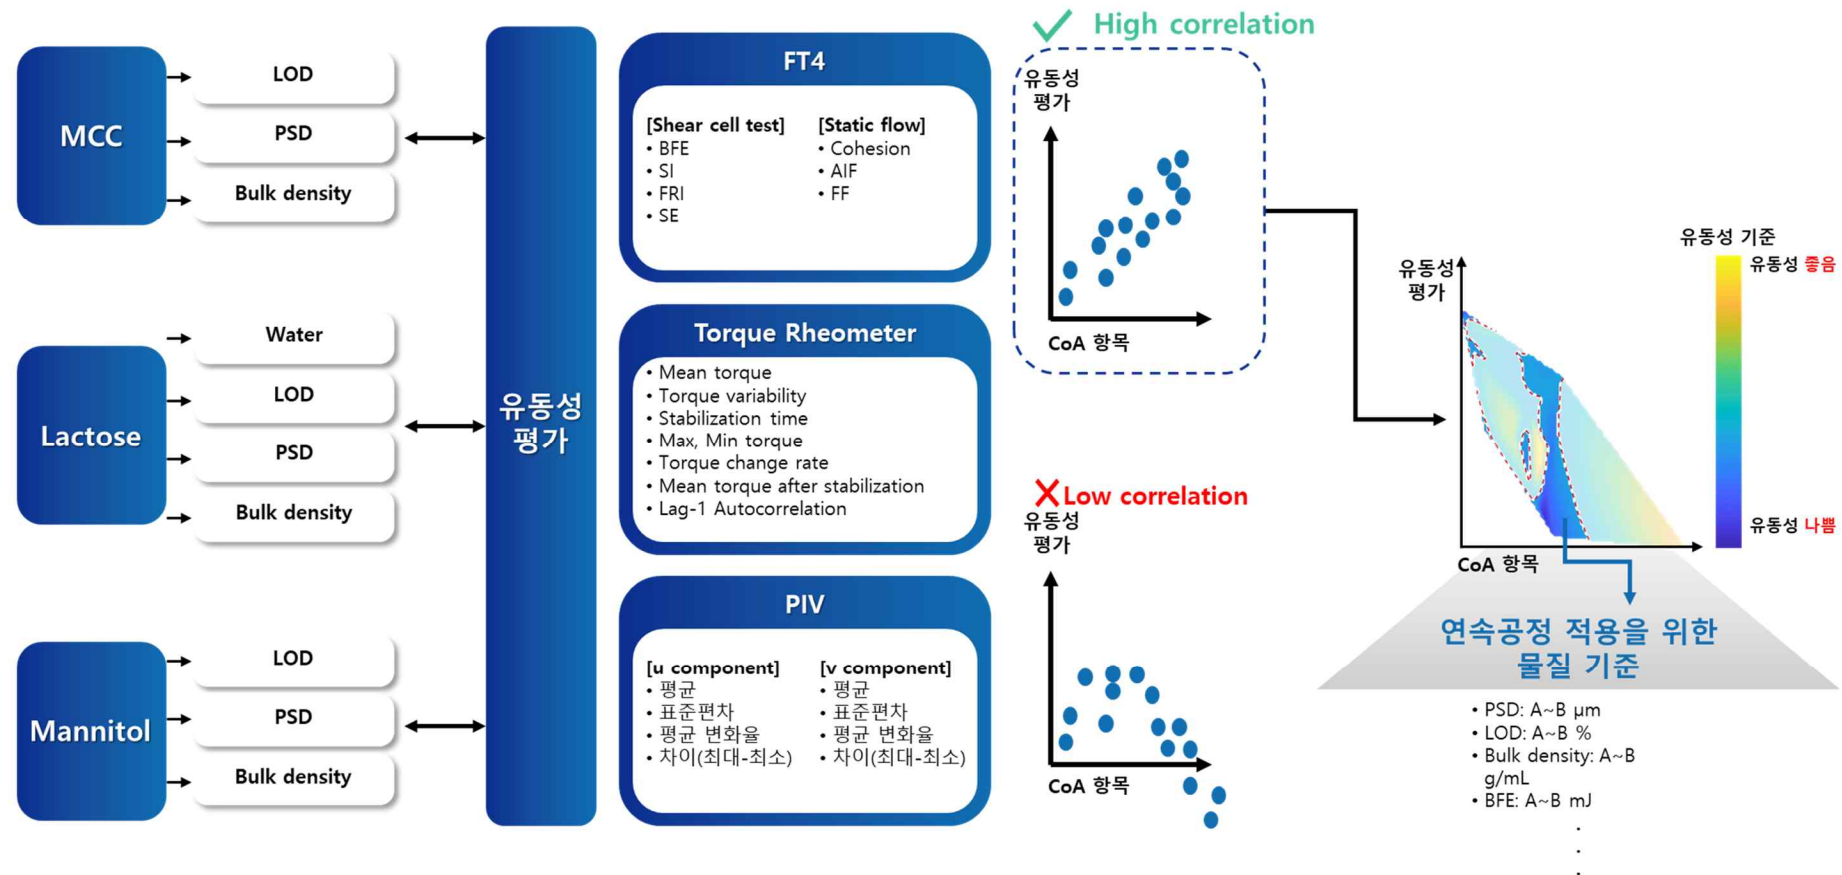 MCC
LOD
PSD
Bulk density
Lactose
Water
LOD
PSD
Bulk density
Mannitol
LOD
PSD
Bulk density
유동성
평가
FT4
[Shear cell test]
• BFE
• SI
• FRI
• SE
[Static flow]
• Cohesion
• AIF
• FF
Torque Rheometer
• Mean torque
• Torque variability
• Stabilization time
• Max, Min torque
• Torque change rate
• Mean torque after stabilization
• Lag-1 Autocorrelation
PIV
[u component]
• 평균
• 표준편차
• 평균 변화율
• 차이(최대-최소)
[v component]
• 평균
• 표준편차
• 평균 변화율
• 차이(최대-최소)
High correlation
유동성
평가
CoA 항목
Low correlation
유동성
평가
CoA 항목
유동성 기준
유동성 좋음
유동성 나쁨
유동성
평가
CoA 항목
연속공정 적용을 위한
물질 기준
• PSD: A~B μm
• LOD: A~B %
• Bulk density: A~B
g/mL
• BFE: A~B mJ
.
.
.